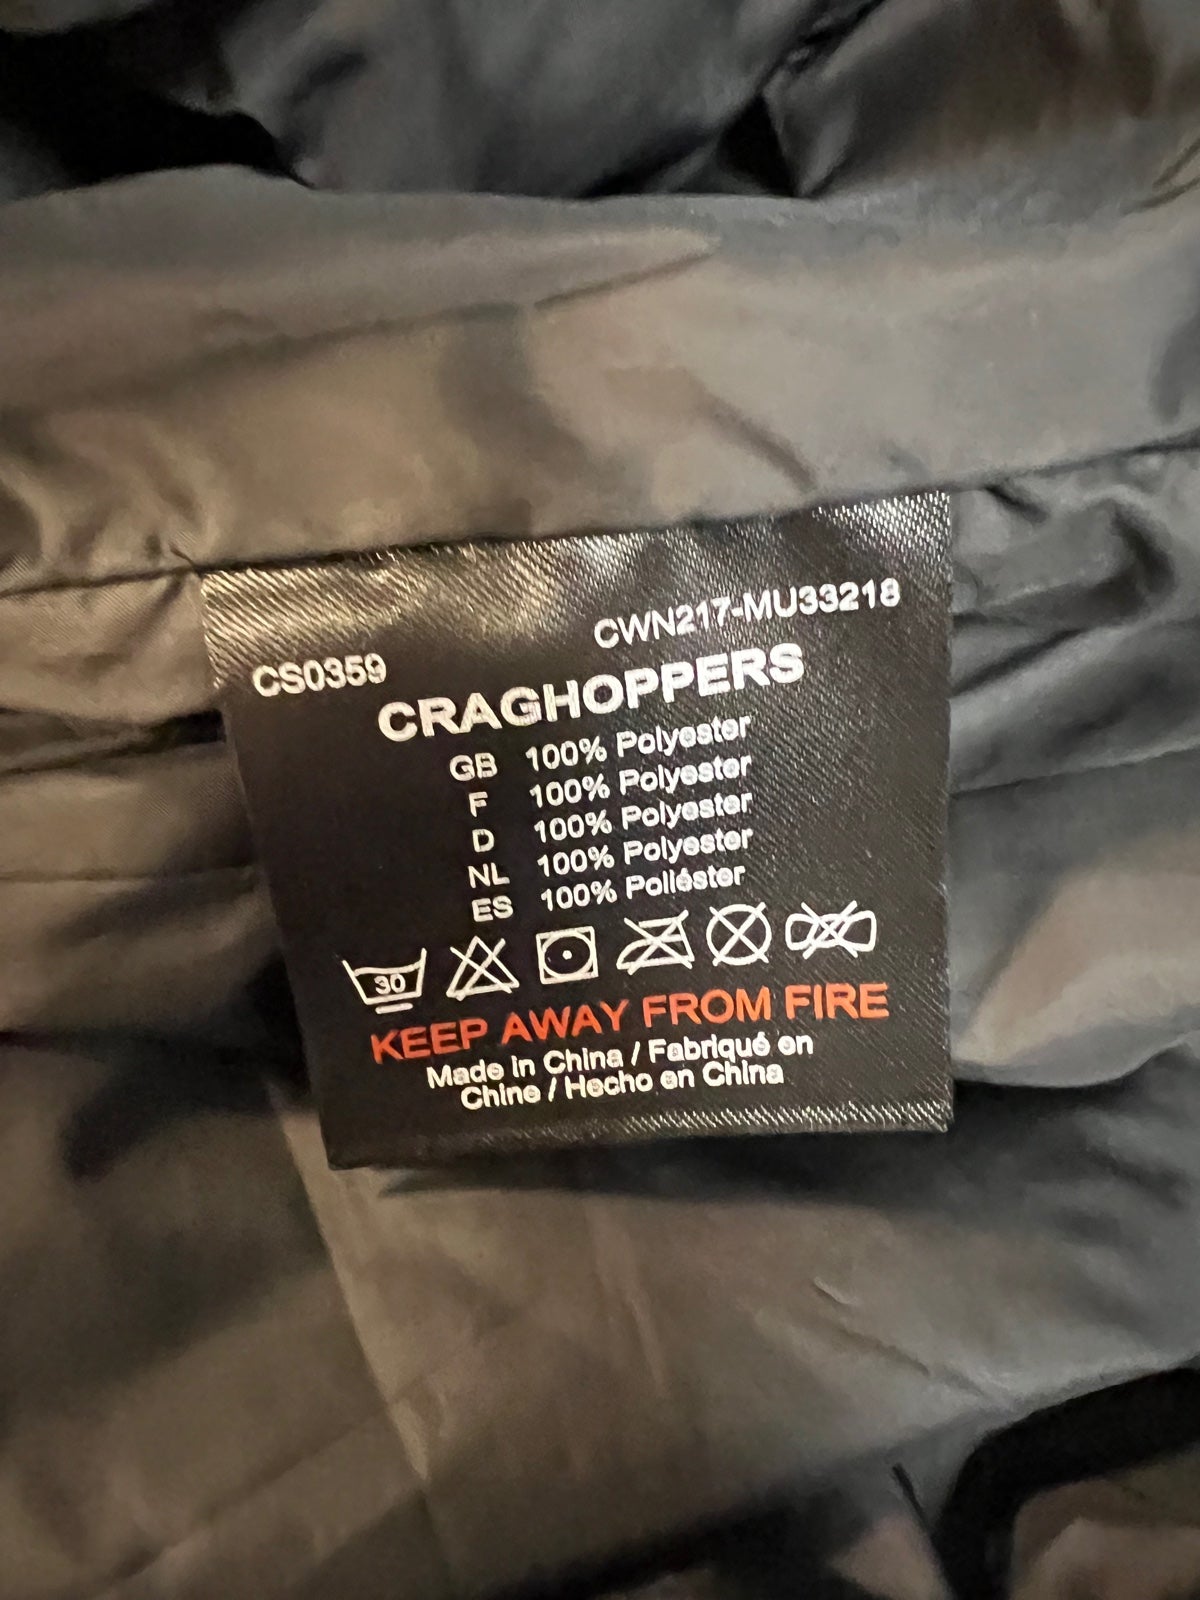 CWN217-MU33218
CS0359
CRAGHOPPERS
GB 100% Polyester
F 100% Polyester
D 100% Polyester
NL 100% Polyester
ES 100% Poliéster
30
KEEP AWAY FROM FIRE
Made in China / Fabriqué en
Chine / Hecho en China